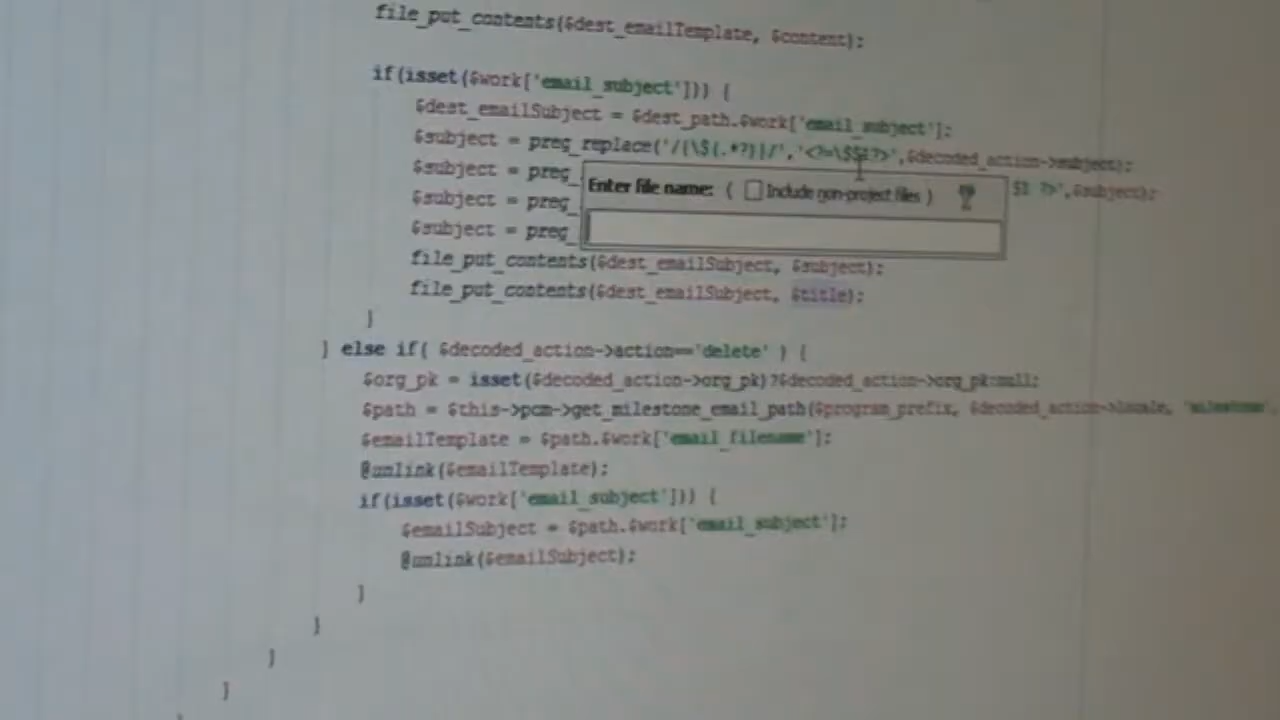 file_put_contents($dest_emailTemplate, $content);
if(isset($work['email_subject'])) {
$dest_emailSubject = $dest_path.$work['email_subject'];
$subject = preg_replace('/{\$(.*?)}/','<?=\$$1?>',$decoded_action->subject);
$subject = preg_ $1 ?>',$subject);
$subject = preg_
$subject = preg_
Enter file name: ( Include non-project files )
file_put_contents($dest_emailSubject, $subject);
file_put_contents($dest_emailSubject, $title);
}
} else if( $decoded_action->action=='delete' ) {
$org_pk = isset($decoded_action->org_pk)?$decoded_action->org_pk:null;
$path = $this->pcm->get_milestone_email_path($program_prefix, $decoded_action->locale, 'milestone'
$emailTemplate = $path.$work['email_filename'];
@unlink($emailTemplate);
if(isset($work['email_subject'])) {
$emailSubject = $path.$work['email_subject'];
@unlink($emailSubject);
}
}
}
}